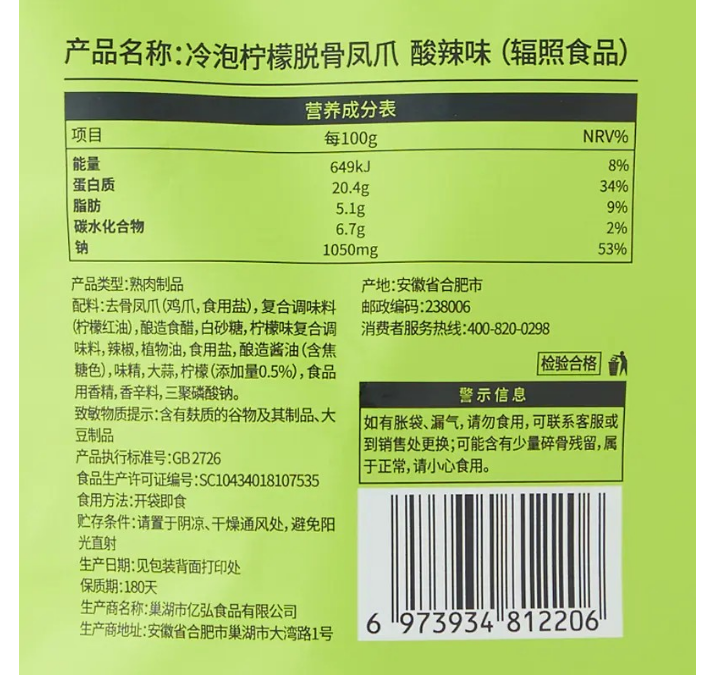 产品名称:冷泡柠檬脱骨凤爪 酸辣味(辐照食品)
营养成分表
项目 每100g NRV%
能量 649kJ 8%
蛋白质 20.4g 34%
脂肪 5.1g 9%
碳水化合物 6.7g 2%
钠 1050mg 53%
产品类型:熟肉制品
配料:去骨凤爪(鸡爪,食用盐),复合调味料
(柠檬红油),酿造食醋,白砂糖,柠檬味复合调
味料,辣椒,植物油,食用盐,酿造酱油(含焦
糖色),味精,大蒜,柠檬(添加量0.5%),食品
用香精,香辛料,三聚磷酸钠。
致敏物质提示:含有麸质的谷物及其制品、大
豆制品
产品执行标准号:GB 2726
食品生产许可证编号:SC10434018107535
食用方法:开袋即食
贮存条件:请置于阴凉、干燥通风处,避免阳
光直射
生产日期:见包装背面打印处
保质期:180天
生产商名称:巢湖市亿弘食品有限公司
生产商地址:安徽省合肥市巢湖市大湾路1号
产地:安徽省合肥市
邮政编码:238006
消费者服务热线:400-820-0298
检验合格
警示信息
如有胀袋、漏气,请勿食用,可联系客服或
到销售处更换;可能含有少量碎骨残留,属
于正常,请小心食用。
6 973934 812206